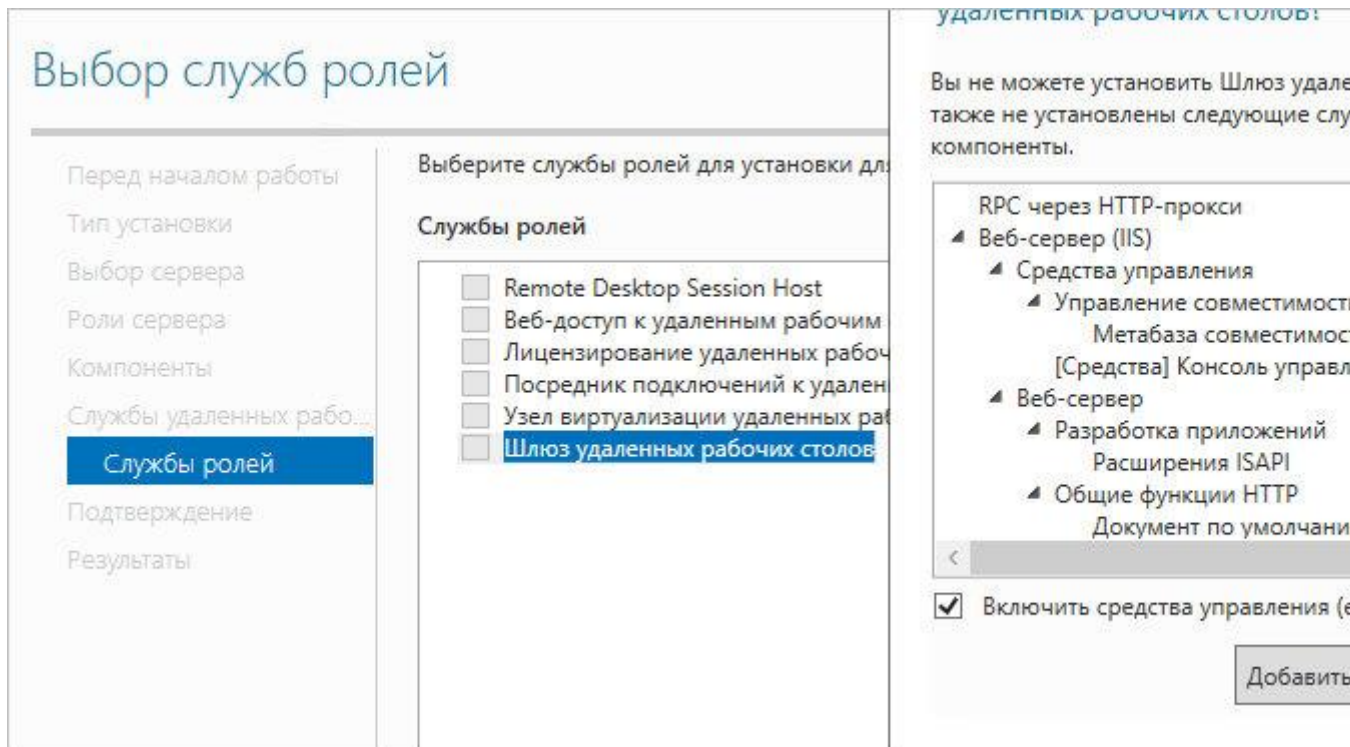 Выбор служб ролей
Перед началом работы
Тип установки
Выбор сервера
Роли сервера
Компоненты
Службы удаленных рабо...
Службы ролей
Подтверждение
Результаты
Выберите службы ролей для установки для
Службы ролей
Remote Desktop Session Host
Веб-доступ к удаленным рабочим
Лицензирование удаленных рабоч
Посредник подключений к удален
Узел виртуализации удаленных раб
Шлюз удаленных рабочих столов
удаленных рабочих столов?
Вы не можете установить Шлюз удале
также не установлены следующие слу
компоненты.
RPC через HTTP-прокси
Веб-сервер (IIS)
Средства управления
Управление совместимост
Метабаза совместимос
[Средства] Консоль управл
Веб-сервер
Разработка приложений
Расширения ISAPI
Общие функции HTTP
Документ по умолчани
Включить средства управления (е
Добавить